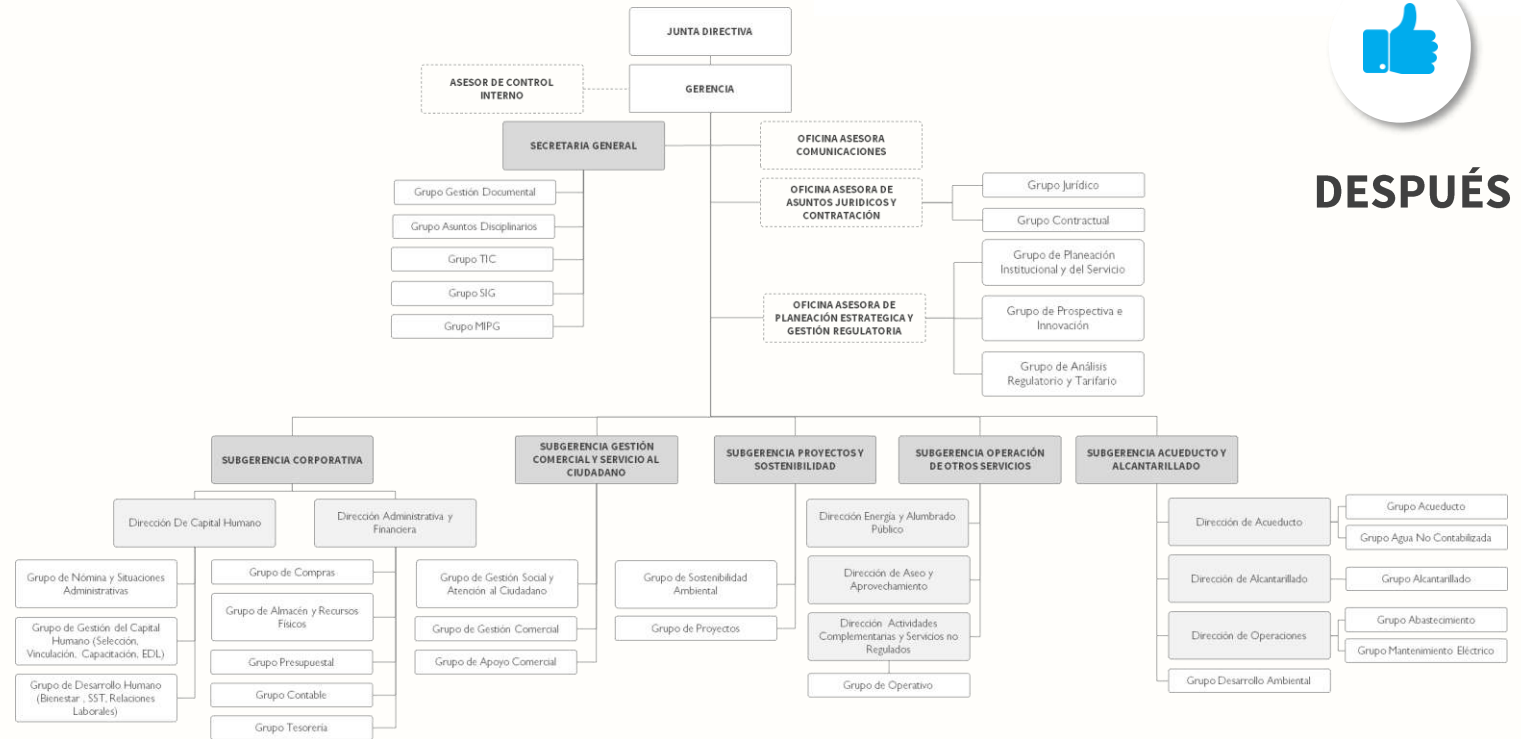 JUNTA DIRECTIVA
ASESOR DE CONTROL
INTERNO
GERENCIA
SECRETARIA GENERAL
OFICINA ASESORA
COMUNICACIONES
Grupo Gestión Documental
Grupo Asuntos Disciplinarios
Grupo TIC
Grupo SIG
Grupo MIPG
OFICINA ASESORA DE
ASUNTOS JURIDICOS Y
CONTRATACIÓN
Grupo Jurídico
Grupo Contractual
OFICINA ASESORA DE
PLANEACIÓN ESTRATEGICA Y
GESTIÓN REGULATORIA
Grupo de Planeación
Institucional y del Servicio
Grupo de Prospectiva e
Innovación
Grupo de Análisis
Regulatorio y Tarifario
DESPUÉS
SUBGERENCIA CORPORATIVA
Dirección De Capital Humano
Grupo de Nómina y Situaciones
Administrativas
Grupo de Gestión del Capital
Humano (Selección,
Vinculación, Capacitación, EDL)
Grupo de Desarrollo Humano
(Bienestar , SST, Relaciones
Laborales)
Dirección Administrativa y
Financiera
Grupo de Compras
Grupo de Almacén y Recursos
Físicos
Grupo Presupuestal
Grupo Contable
Grupo Tesorería
SUBGERENCIA GESTIÓN
COMERCIAL Y SERVICIO AL
CIUDADANO
Grupo de Gestión Social y
Atención al Ciudadano
Grupo de Gestión Comercial
Grupo de Apoyo Comercial
SUBGERENCIA PROYECTOS Y
SOSTENIBILIDAD
Grupo de Sostenibilidad
Ambiental
Grupo de Proyectos
SUBGERENCIA OPERACIÓN
DE OTROS SERVICIOS
Dirección Energía y Alumbrado
Público
Dirección de Aseo y
Aprovechamiento
Dirección Actividades
Complementarias y Servicios no
Regulados
Grupo de Operativo
SUBGERENCIA ACUEDUCTO Y
ALCANTARILLADO
Dirección de Acueducto
Grupo Acueducto
Grupo Agua No Contabilizada
Dirección de Alcantarillado
Grupo Alcantarillado
Dirección de Operaciones
Grupo Abastecimiento
Grupo Mantenimiento Eléctrico
Grupo Desarrollo Ambiental